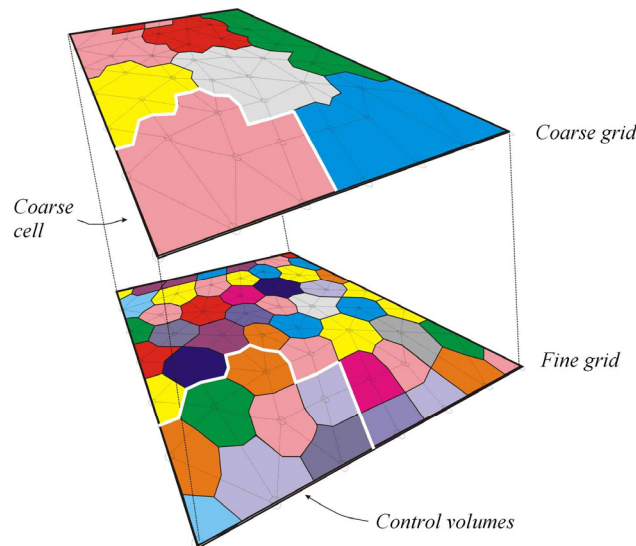 Coarse grid
Coarse
cell
Fine grid
Control volumes